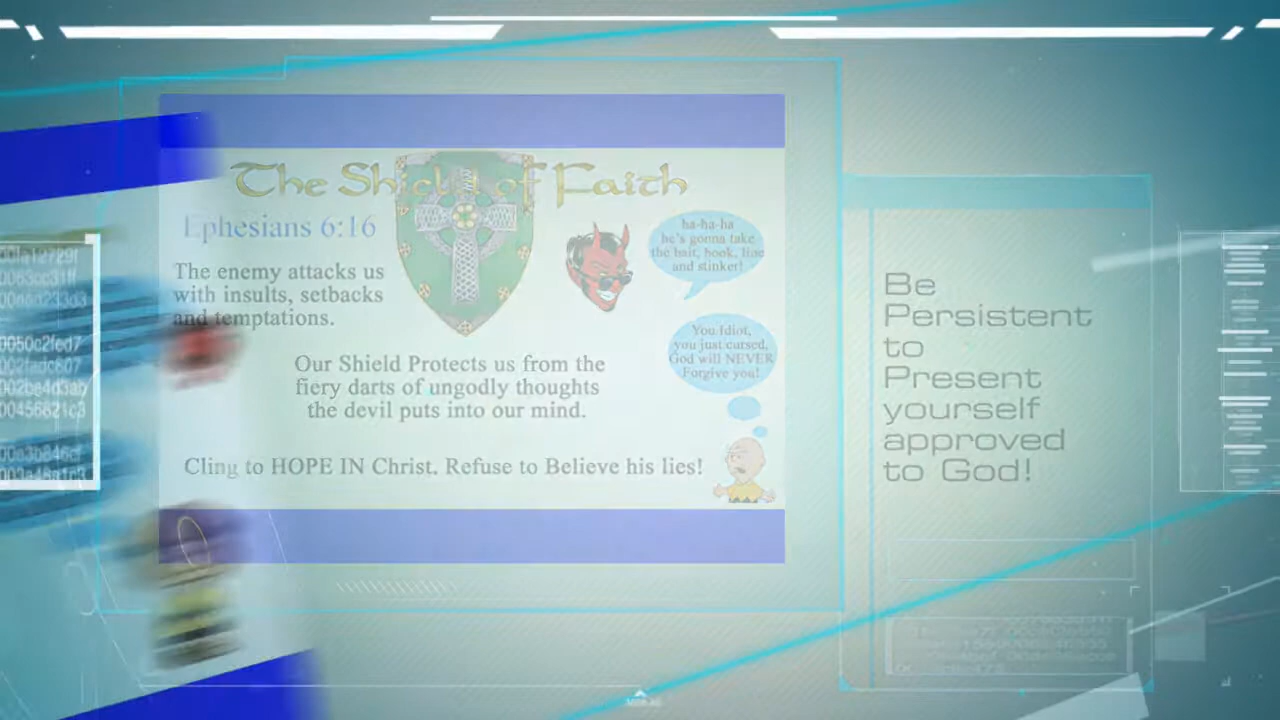 The Shield of Faith
Ephesians 6:16
The enemy attacks us
with insults, setbacks
and temptations.
ha-ha-ha
he's gonna take
the bait, hook, line
and stinker!
You Idiot,
you just cursed,
God will NEVER
Forgive you!
Our Shield Protects us from the
fiery darts of ungodly thoughts
the devil puts into our mind.
Cling to HOPE IN Christ. Refuse to Believe his lies!
Be
Persistent
to
Present
yourself
approved
to God!